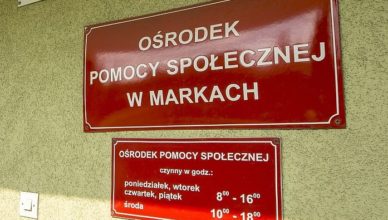 OŚRODEK
POMOCY SPOŁECZNEJ
W MARKACH
OŚRODEK POMOCY SPOŁECZNEJ
czynny w godz.:
poniedziałek, wtorek
czwartek, piątek 8⁰⁰ - 16⁰⁰
środa 10⁰⁰ - 18⁰⁰